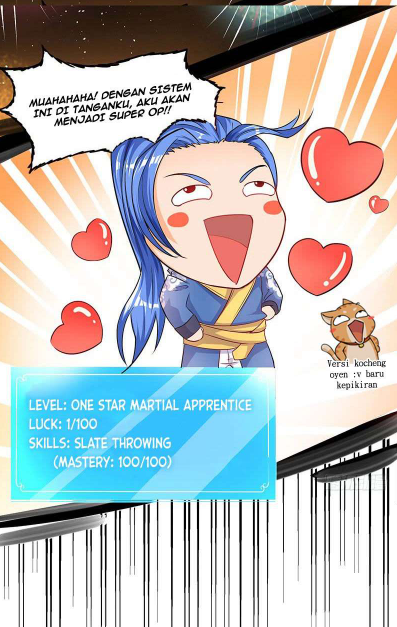 MUAHAHAHA! DENGAN SISTEM
INI DI TANGANKU, AKU AKAN
MENJADI SUPER OP!!
Versi kocheng
oyen :v baru
kepikiran
LEVEL: ONE STAR MARTIAL APPRENTICE
LUCK: 1/100
SKILLS: SLATE THROWING
(MASTERY: 100/100)